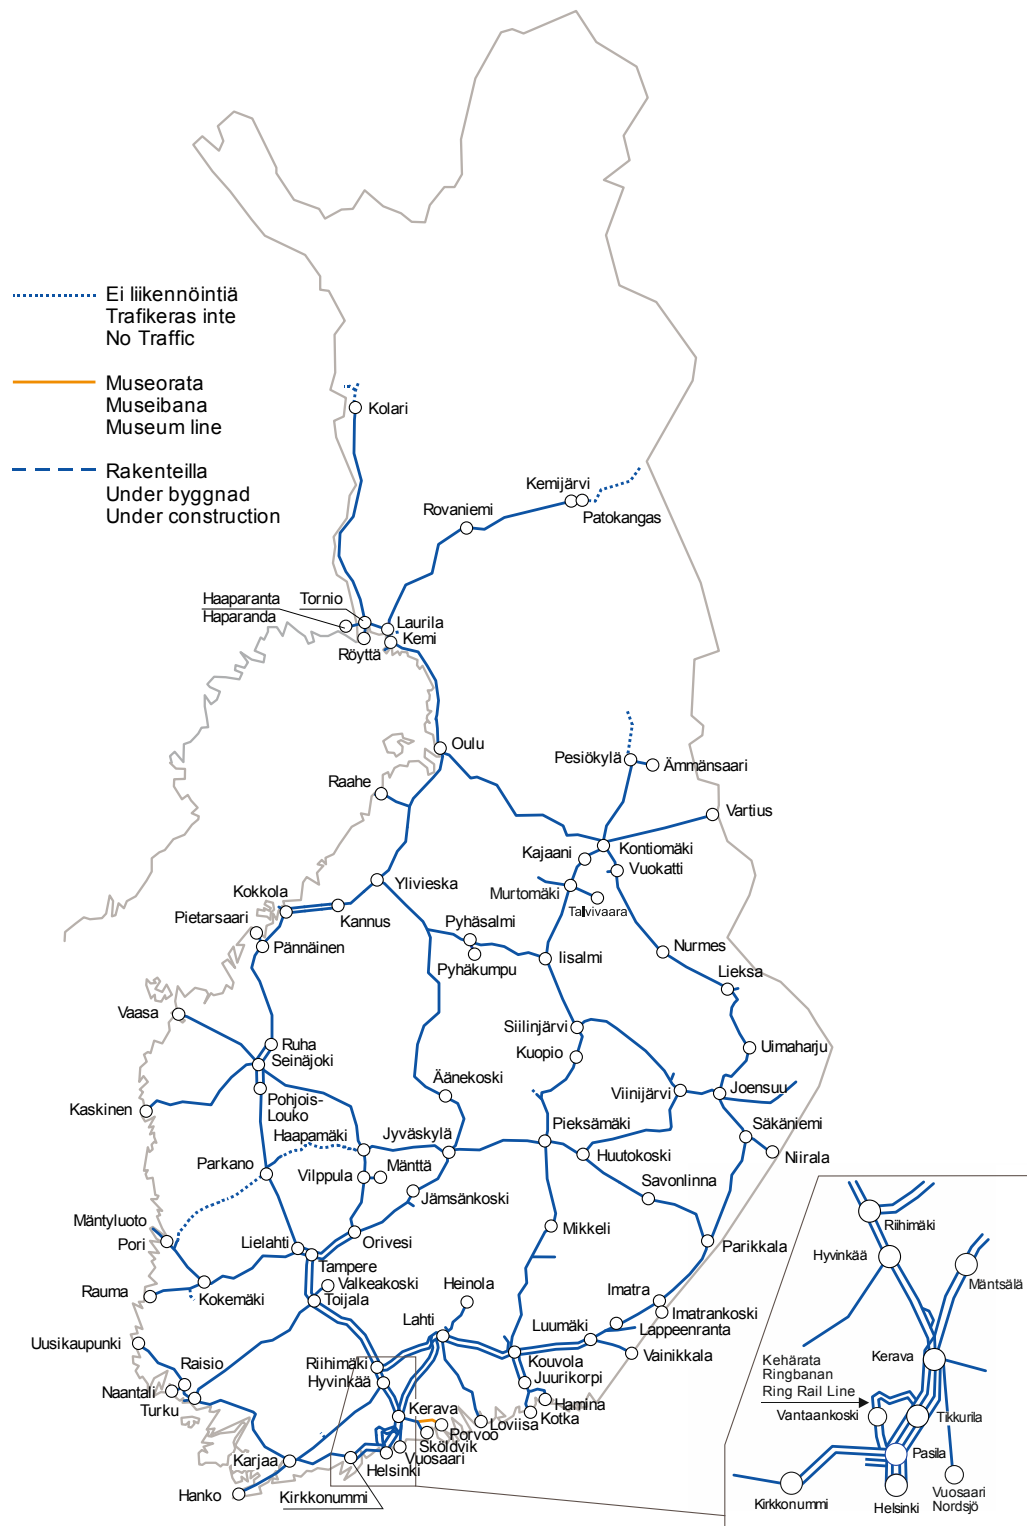 Ei liikennöintiä
Trafikeras inte
No Traffic
Museorata
Museibana
Museum line
Rakenteilla
Under byggnad
Under construction
Kolari
Kemijärvi
Patokangas
Rovaniemi
Haaparanta
Haparanda
Tornio
Laurila
Kemi
Röyttä
Oulu
Raahe
Pesiökylä
Ämmänsaari
Vartius
Kontiomäki
Kajaani
Vuokatti
Murtomäki
Talvivaara
Ylivieska
Kokkola
Kannus
Pietarsaari
Pännäinen
Pyhäsalmi
Pyhäkumpu
Iisalmi
Nurmes
Lieksa
Vaasa
Siilinjärvi
Ruha
Seinäjoki
Kuopio
Uimaharju
Äänekoski
Viinijärvi
Joensuu
Kaskinen
Pohjois-
Louko
Haapamäki
Jyväskylä
Pieksämäki
Säkäniemi
Huutokoski
Niirala
Parkano
Vilppula
Mänttä
Jämsänkoski
Savonlinna
Mäntyluoto
Pori
Lielahti
Orivesi
Mikkeli
Parikkala
Tampere
Valkeakoski
Heinola
Rauma
Kokemäki
Toijala
Imatra
Imatrankoski
Lahti
Luumäki
Lappeenranta
Uusikaupunki
Vainikkala
Raisio
Riihimäki
Kouvola
Hyvinkää
Juurikorpi
Naantali
Turku
Hamina
Kotka
Kerava
Porvoo
Loviisa
Sköldvik
Vuosaari
Helsinki
Karjaa
Hanko
Kirkkonummi
Riihimäki
Hyvinkää
Mäntsälä
Kerava
Kehärata
Ringbanan
Ring Rail Line
Vantaankoski
Tikkurila
Pasila
Kirkkonummi
Helsinki
Vuosaari
Nordsjö